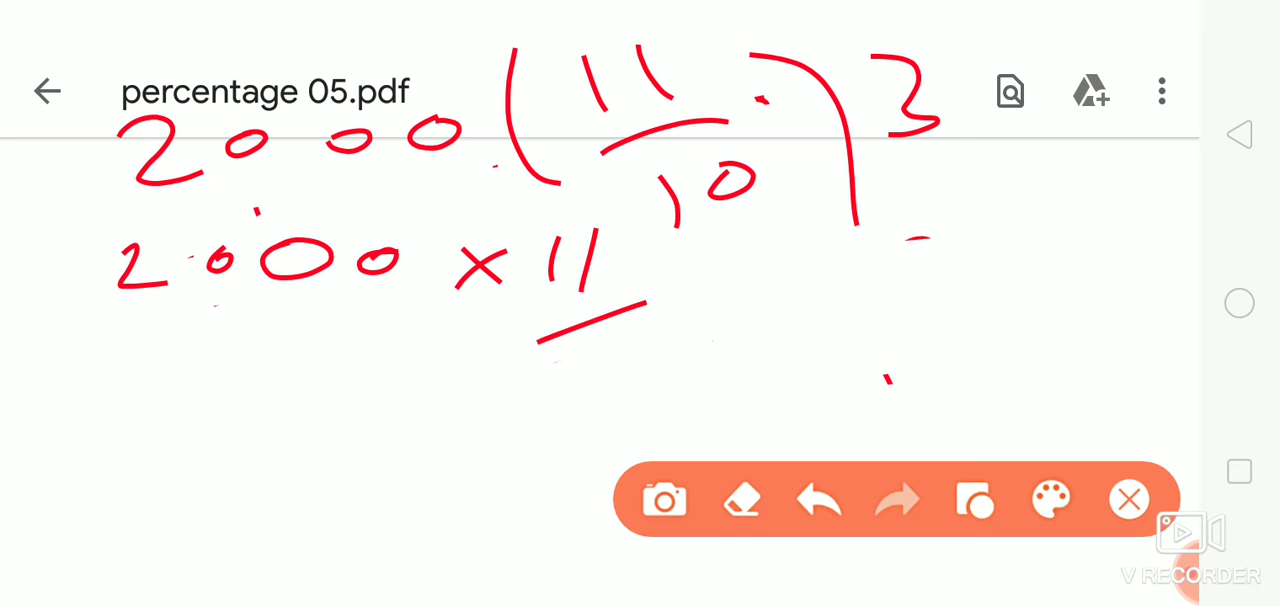 percentage 05.pdf
2000 (11/10)3
2000 × 11
V RECORDER